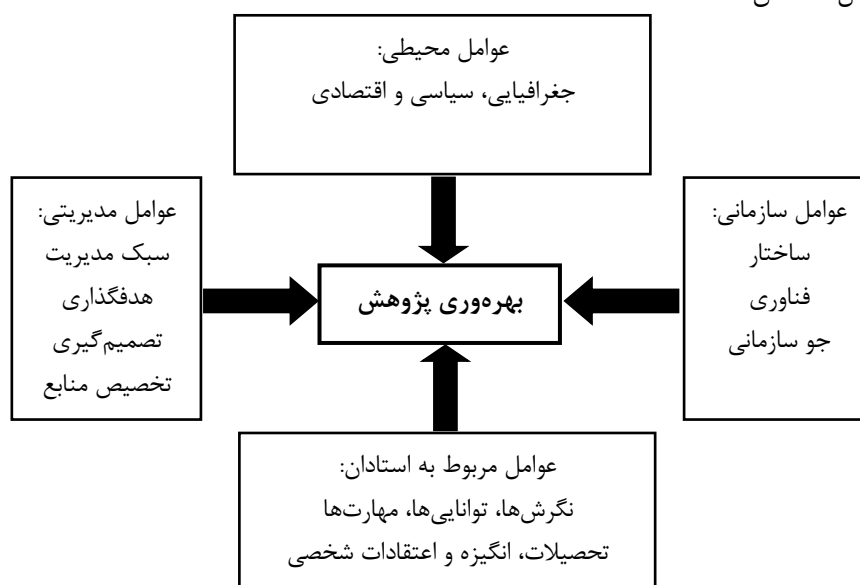 عوامل محیطی:
جغرافیایی، سیاسی و اقتصادی
عوامل سازمانی:
ساختار
فناوری
جو سازمانی
بهره‌وری پژوهش
عوامل مدیریتی:
سبک مدیریت
هدفگذاری
تصمیم‌گیری
تخصیص منابع
عوامل مربوط به استادان:
نگرش‌ها، توانایی‌ها، مهارت‌ها
تحصیلات، انگیزه و اعتقادات شخصی